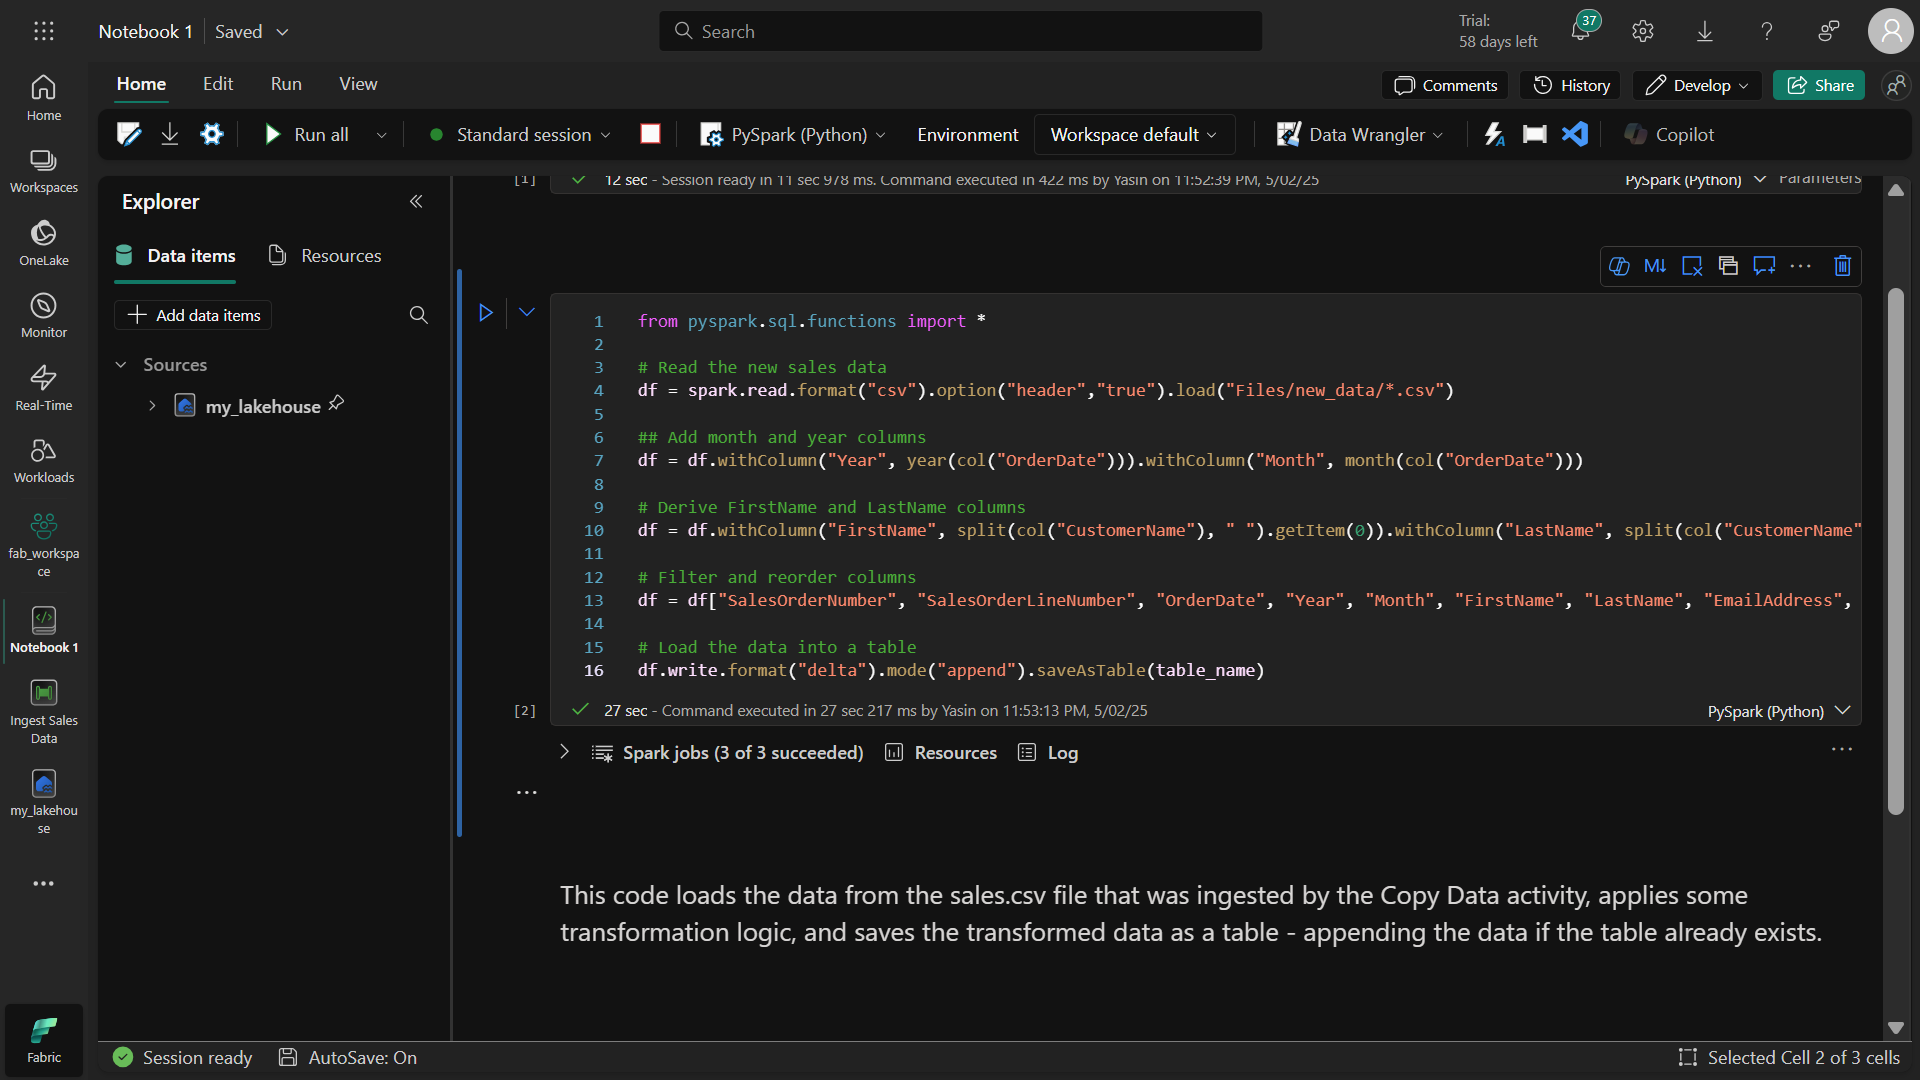 Notebook 1 Saved
Search
Trial:
58 days left
37
Home Edit Run View
Comments History Develop Share
Run all Standard session PySpark (Python) Environment Workspace default Data Wrangler Copilot
Home
Workspaces
OneLake
Monitor
Real-Time
Workloads
fab_workspa
ce
Notebook 1
Ingest Sales
Data
my_lakehou
se
Fabric
Explorer
Data items Resources
Add data items
Sources
my_lakehouse
[1] 12 sec - Session ready in 11 sec 978 ms. Command executed in 422 ms by Yasin on 11:52:39 PM, 5/02/25 PySpark (Python) Parameters
M↓
1 from pyspark.sql.functions import *
2
3 # Read the new sales data
4 df = spark.read.format("csv").option("header","true").load("Files/new_data/*.csv")
5
6 ## Add month and year columns
7 df = df.withColumn("Year", year(col("OrderDate"))).withColumn("Month", month(col("OrderDate")))
8
9 # Derive FirstName and LastName columns
10 df = df.withColumn("FirstName", split(col("CustomerName"), " ").getItem(0)).withColumn("LastName", split(col("CustomerName"
11
12 # Filter and reorder columns
13 df = df["SalesOrderNumber", "SalesOrderLineNumber", "OrderDate", "Year", "Month", "FirstName", "LastName", "EmailAddress",
14
15 # Load the data into a table
16 df.write.format("delta").mode("append").saveAsTable(table_name)
[2] 27 sec - Command executed in 27 sec 217 ms by Yasin on 11:53:13 PM, 5/02/25 PySpark (Python)
Spark jobs (3 of 3 succeeded) Resources Log
This code loads the data from the sales.csv file that was ingested by the Copy Data activity, applies some
transformation logic, and saves the transformed data as a table - appending the data if the table already exists.
Session ready AutoSave: On
Selected Cell 2 of 3 cells